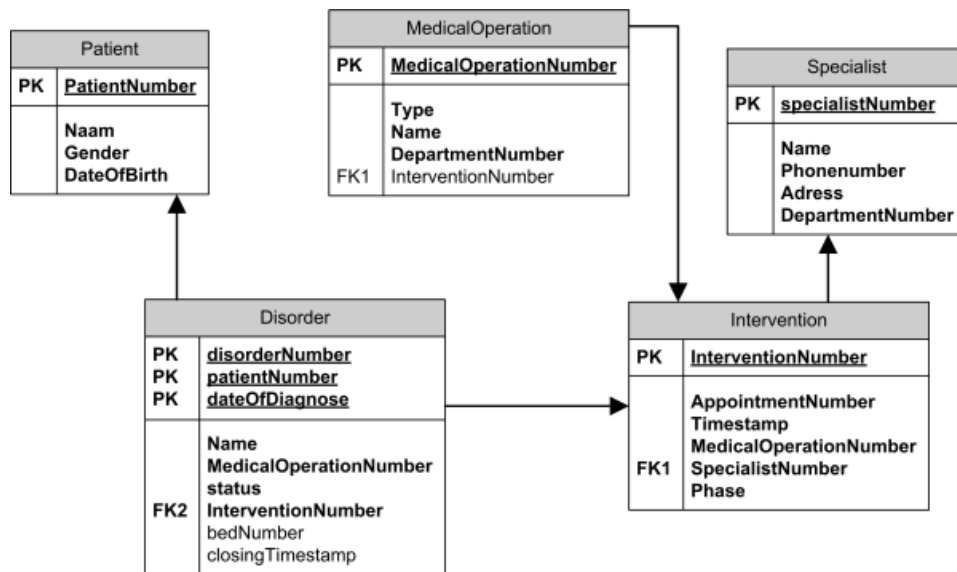 Patient
PK PatientNumber
Naam
Gender
DateOfBirth
MedicalOperation
PK MedicalOperationNumber
Type
Name
DepartmentNumber
FK1 InterventionNumber
Specialist
PK specialistNumber
Name
Phonenumber
Adress
DepartmentNumber
Disorder
PK disorderNumber
PK patientNumber
PK dateOfDiagnose
Name
MedicalOperationNumber
status
FK2 InterventionNumber
bedNumber
closingTimestamp
Intervention
PK InterventionNumber
AppointmentNumber
Timestamp
MedicalOperationNumber
FK1 SpecialistNumber
Phase